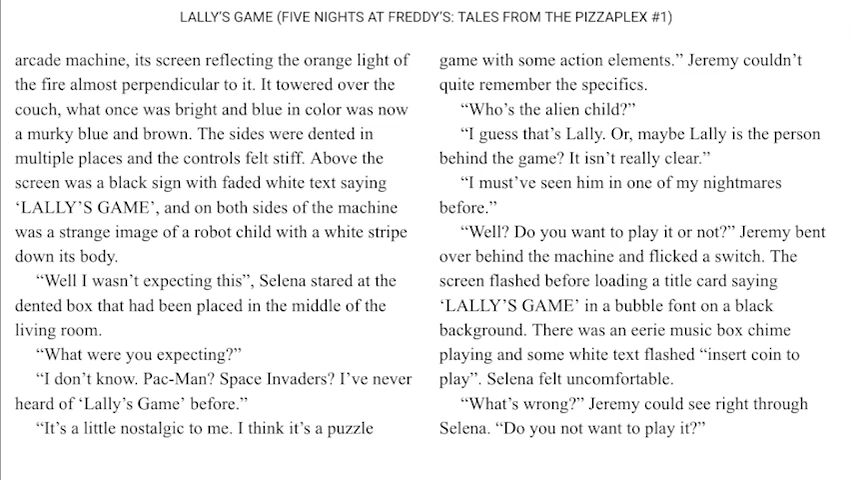 LALLY'S GAME (FIVE NIGHTS AT FREDDY'S: TALES FROM THE PIZZAPLEX #1)
arcade machine, its screen reflecting the orange light of
the fire almost perpendicular to it. It towered over the
couch, what once was bright and blue in color was now
a murky blue and brown. The sides were dented in
multiple places and the controls felt stiff. Above the
screen was a black sign with faded white text saying
‘LALLY’S GAME’, and on both sides of the machine
was a strange image of a robot child with a white stripe
down its body.
“Well I wasn’t expecting this”, Selena stared at the
dented box that had been placed in the middle of the
living room.
“What were you expecting?”
“I don’t know. Pac-Man? Space Invaders? I’ve never
heard of ‘Lally’s Game’ before.”
“It’s a little nostalgic to me. I think it’s a puzzle
game with some action elements.” Jeremy couldn’t
quite remember the specifics.
“Who’s the alien child?”
“I guess that’s Lally. Or, maybe Lally is the person
behind the game? It isn’t really clear.”
“I must’ve seen him in one of my nightmares
before.”
“Well? Do you want to play it or not?” Jeremy bent
over behind the machine and flicked a switch. The
screen flashed before loading a title card saying
‘LALLY’S GAME’ in a bubble font on a black
background. There was an eerie music box chime
playing and some white text flashed “insert coin to
play”. Selena felt uncomfortable.
“What’s wrong?” Jeremy could see right through
Selena. “Do you not want to play it?”